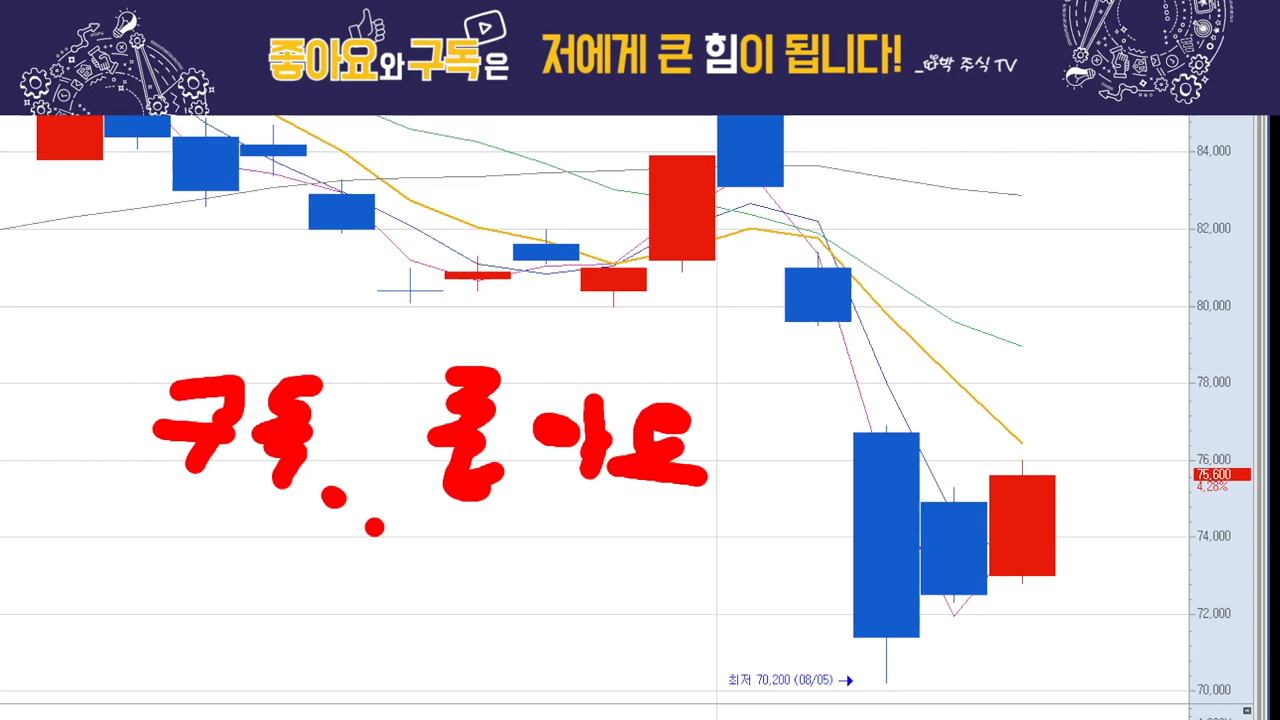 좋아요와 구독은 저에게 큰 힘이 됩니다!
박 주식 TV
84,000
82,000
80,000
78,000
76,000
75,600
4.28%
74,000
72,000
최저 70,200 (08/05)
70,000
구독.. 좋아요